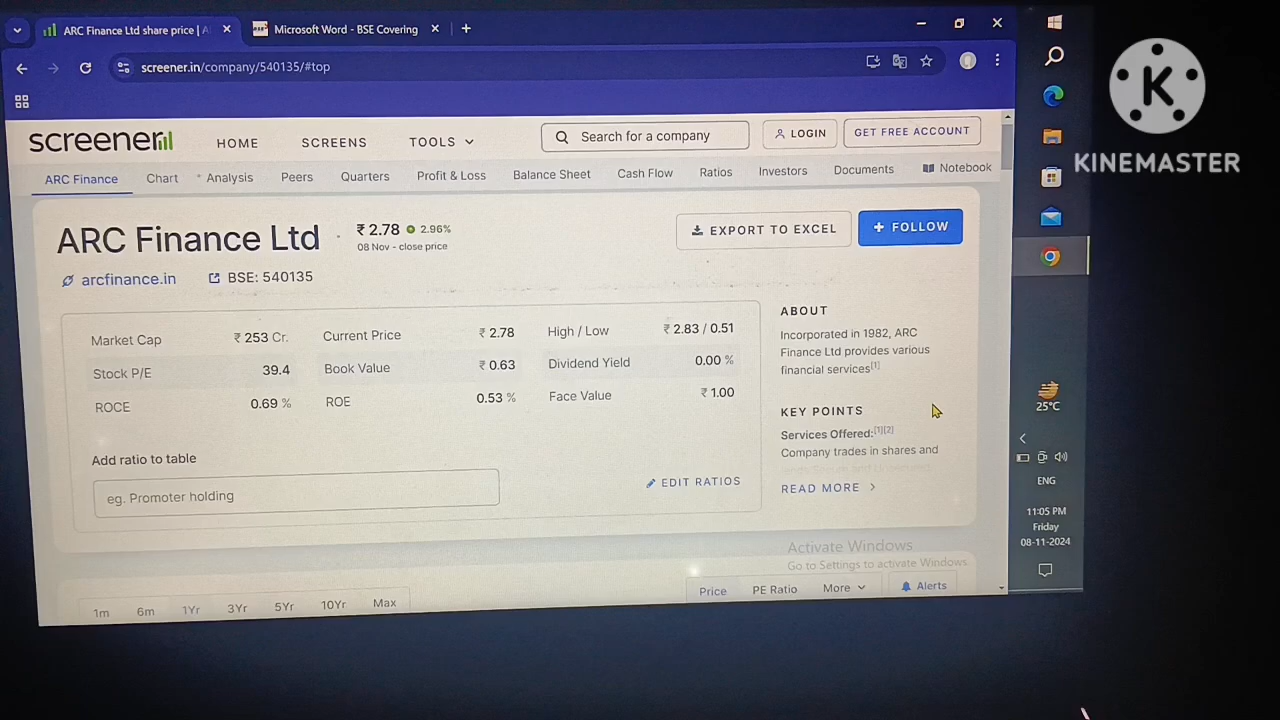 ARC Finance Ltd share price | A
Microsoft Word - BSE Covering
screener.in/company/540135/#top
screener
HOME
SCREENS
TOOLS
Search for a company
LOGIN
GET FREE ACCOUNT
ARC Finance
Chart
Analysis
Peers
Quarters
Profit & Loss
Balance Sheet
Cash Flow
Ratios
Investors
Documents
Notebook
ARC Finance Ltd
₹ 2.78 2.96%
08 Nov - close price
EXPORT TO EXCEL
+ FOLLOW
arcfinance.in
BSE: 540135
Market Cap ₹ 253 Cr.
Current Price ₹ 2.78
High / Low ₹ 2.83 / 0.51
Stock P/E 39.4
Book Value ₹ 0.63
Dividend Yield 0.00 %
ROCE 0.69 %
ROE 0.53 %
Face Value ₹ 1.00
Add ratio to table
eg. Promoter holding
EDIT RATIOS
ABOUT
Incorporated in 1982, ARC
Finance Ltd provides various
financial services[1]
KEY POINTS
Services Offered:[1][2]
Company trades in shares and
READ MORE
Activate Windows
Go to Settings to activate Windows.
1m
6m
1Yr
3Yr
5Yr
10Yr
Max
Price
PE Ratio
More
Alerts
25°C
ENG
11:05 PM
Friday
08-11-2024
K
KINEMASTER